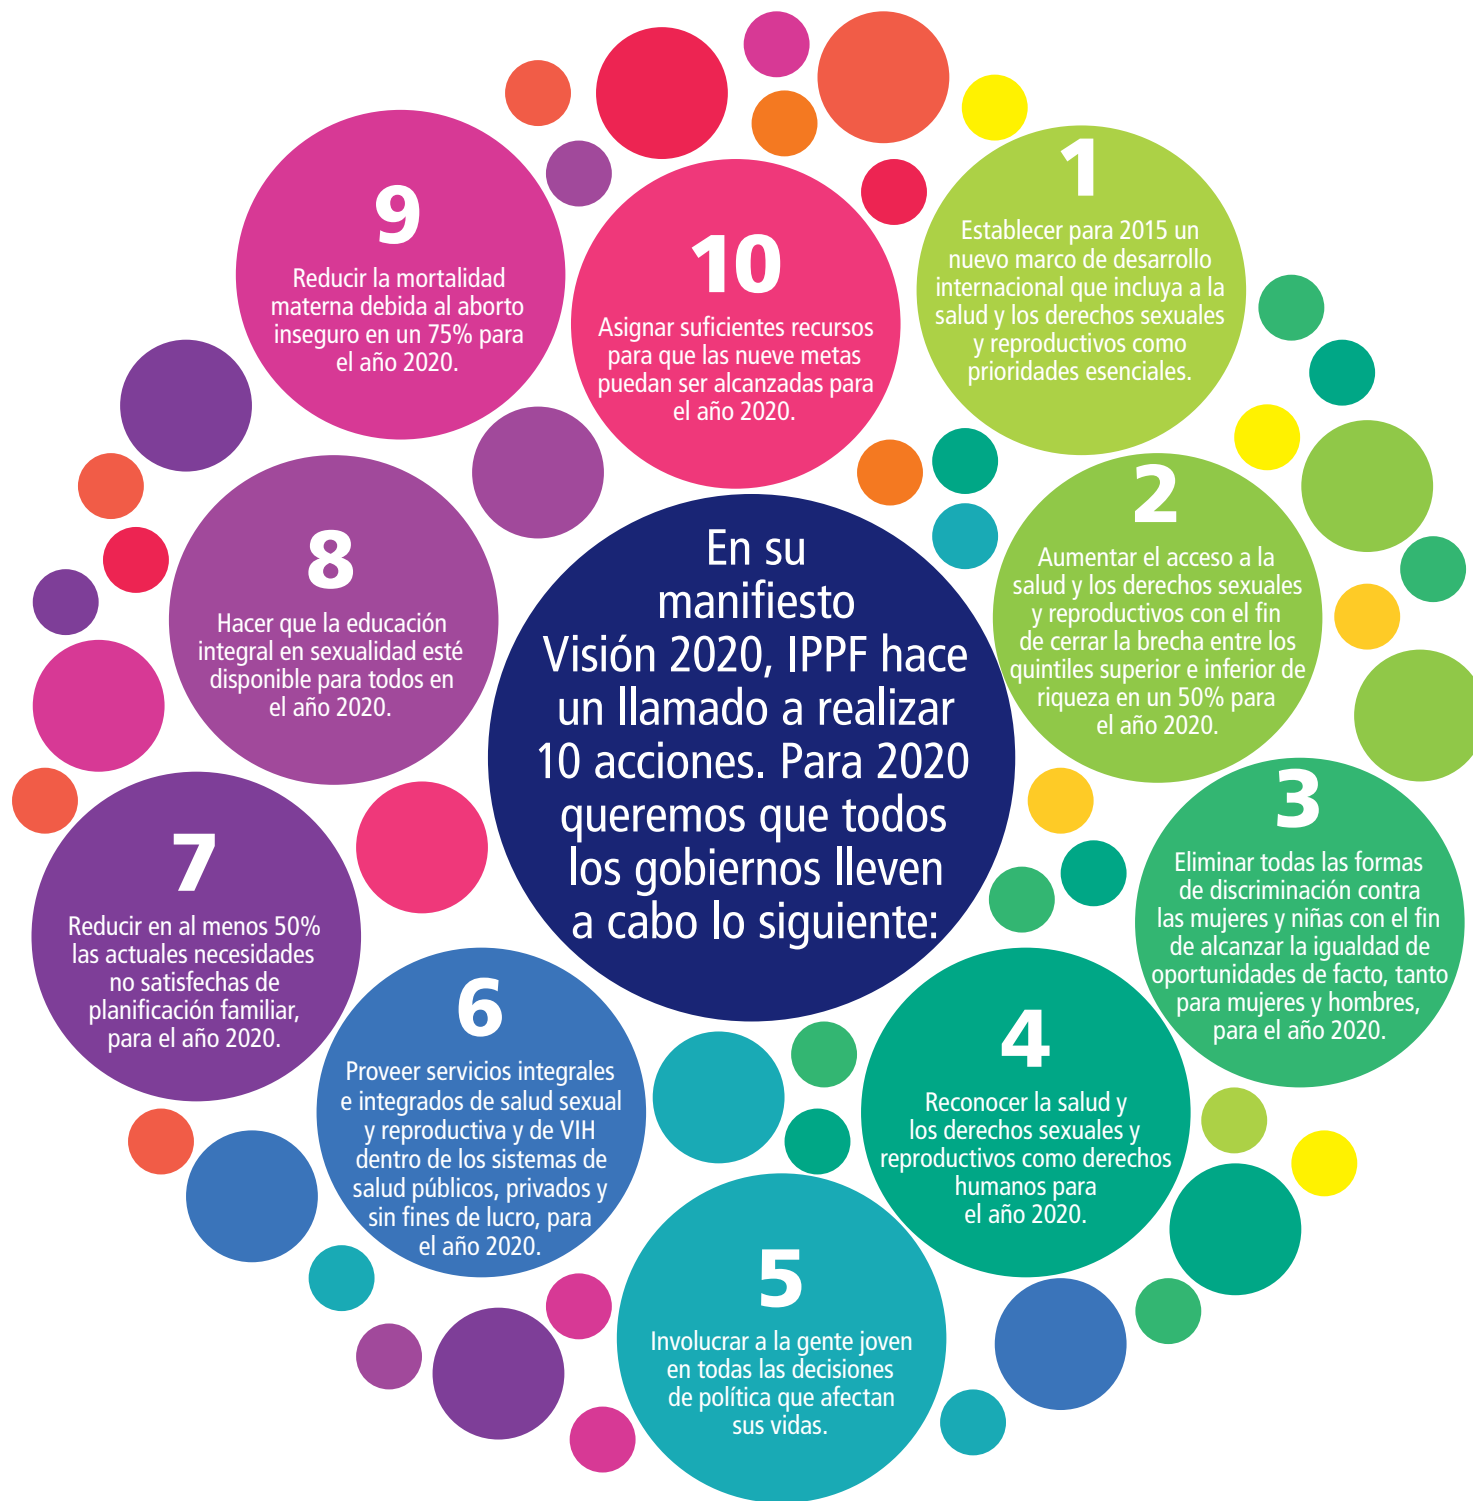 En su
manifiesto
Visión 2020, IPPF hace
un llamado a realizar
10 acciones. Para 2020
queremos que todos
los gobiernos lleven
a cabo lo siguiente:
1
Establecer para 2015 un
nuevo marco de desarrollo
internacional que incluya a la
salud y los derechos sexuales
y reproductivos como
prioridades esenciales.
2
Aumentar el acceso a la
salud y los derechos sexuales
y reproductivos con el fin
de cerrar la brecha entre los
quintiles superior e inferior de
riqueza en un 50% para
el año 2020.
3
Eliminar todas las formas
de discriminación contra
las mujeres y niñas con el fin
de alcanzar la igualdad de
oportunidades de facto, tanto
para mujeres y hombres,
para el año 2020.
4
Reconocer la salud y
los derechos sexuales y
reproductivos como derechos
humanos para
el año 2020.
5
Involucrar a la gente joven
en todas las decisiones
de política que afectan
sus vidas.
6
Proveer servicios integrales
e integrados de salud sexual
y reproductiva y de VIH
dentro de los sistemas de
salud públicos, privados y
sin fines de lucro, para
el año 2020.
7
Reducir en al menos 50%
las actuales necesidades
no satisfechas de
planificación familiar,
para el año 2020.
8
Hacer que la educación
integral en sexualidad esté
disponible para todos en
el año 2020.
9
Reducir la mortalidad
materna debida al aborto
inseguro en un 75% para
el año 2020.
10
Asignar suficientes recursos
para que las nueve metas
puedan ser alcanzadas para
el año 2020.